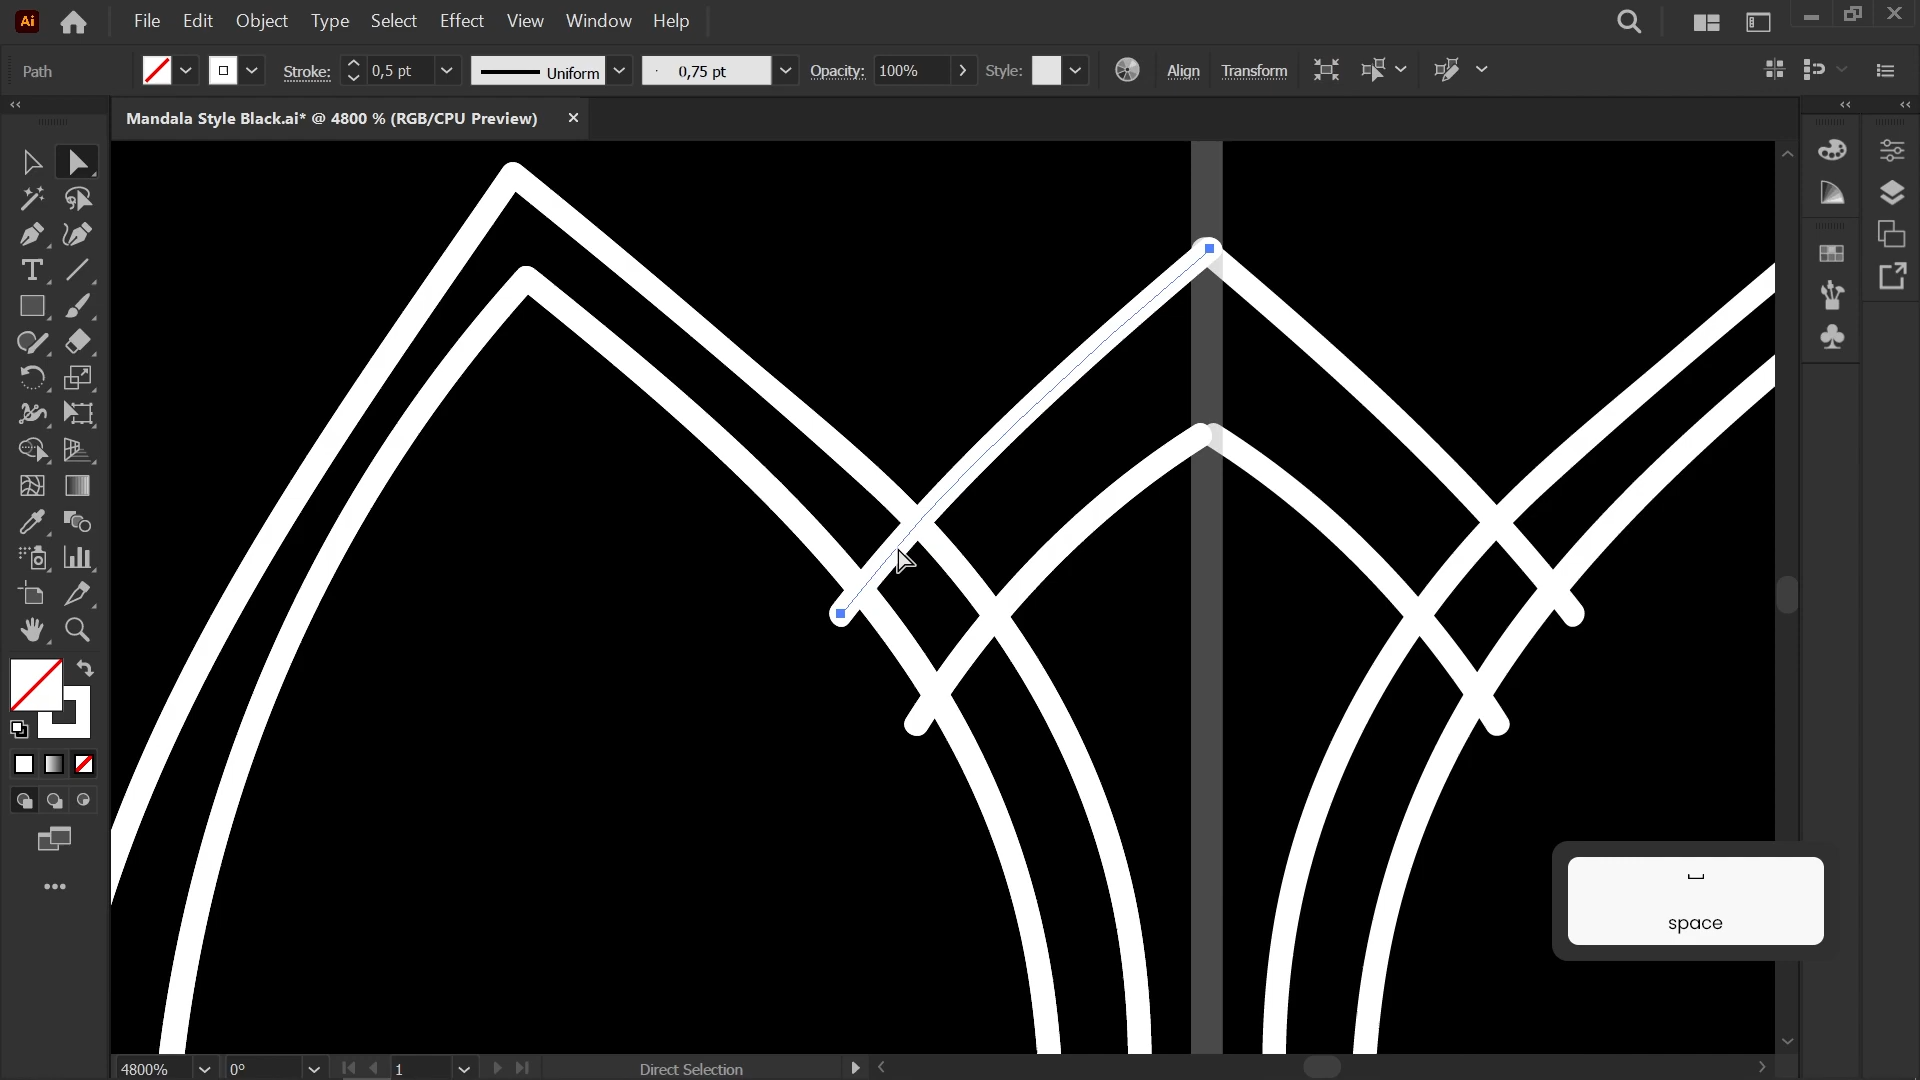 Ai File Edit Object Type Select Effect View Window Help
Path Stroke: 0,5 pt Uniform 0,75 pt Opacity: 100% Style: Align Transform
Mandala Style Black.ai* @ 4800 % (RGB/CPU Preview)
space
4800% 0° 1 Direct Selection